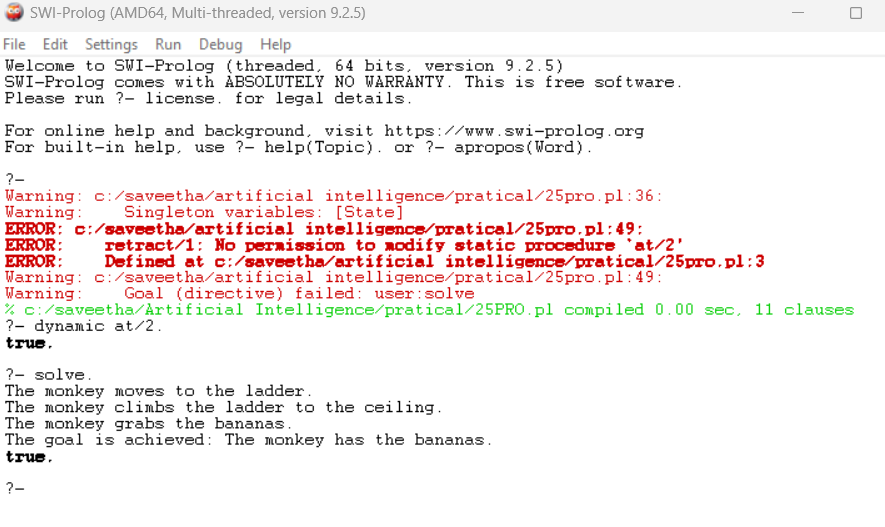 SWI-Prolog (AMD64, Multi-threaded, version 9.2.5)
File Edit Settings Run Debug Help
Welcome to SWI-Prolog (threaded, 64 bits, version 9.2.5)
SWI-Prolog comes with ABSOLUTELY NO WARRANTY. This is free software.
Please run ?- license. for legal details.
For online help and background, visit https://www.swi-prolog.org
For built-in help, use ?- help(Topic). or ?- apropos(Word).
?-
Warning: c:/saveetha/artificial intelligence/pratical/25pro.pl:36:
Warning:    Singleton variables: [State]
ERROR: c:/saveetha/artificial intelligence/pratical/25pro.pl:49:
ERROR:    retract/1: No permission to modify static procedure `at/2'
ERROR:    Defined at c:/saveetha/artificial intelligence/pratical/25pro.pl:3
Warning: c:/saveetha/artificial intelligence/pratical/25pro.pl:49:
Warning:    Goal (directive) failed: user:solve
% c:/saveetha/Artificial Intelligence/pratical/25PRO.pl compiled 0.00 sec, 11 clauses
?- dynamic at/2.
true.
?- solve.
The monkey moves to the ladder.
The monkey climbs the ladder to the ceiling.
The monkey grabs the bananas.
The goal is achieved: The monkey has the bananas.
true.
?-